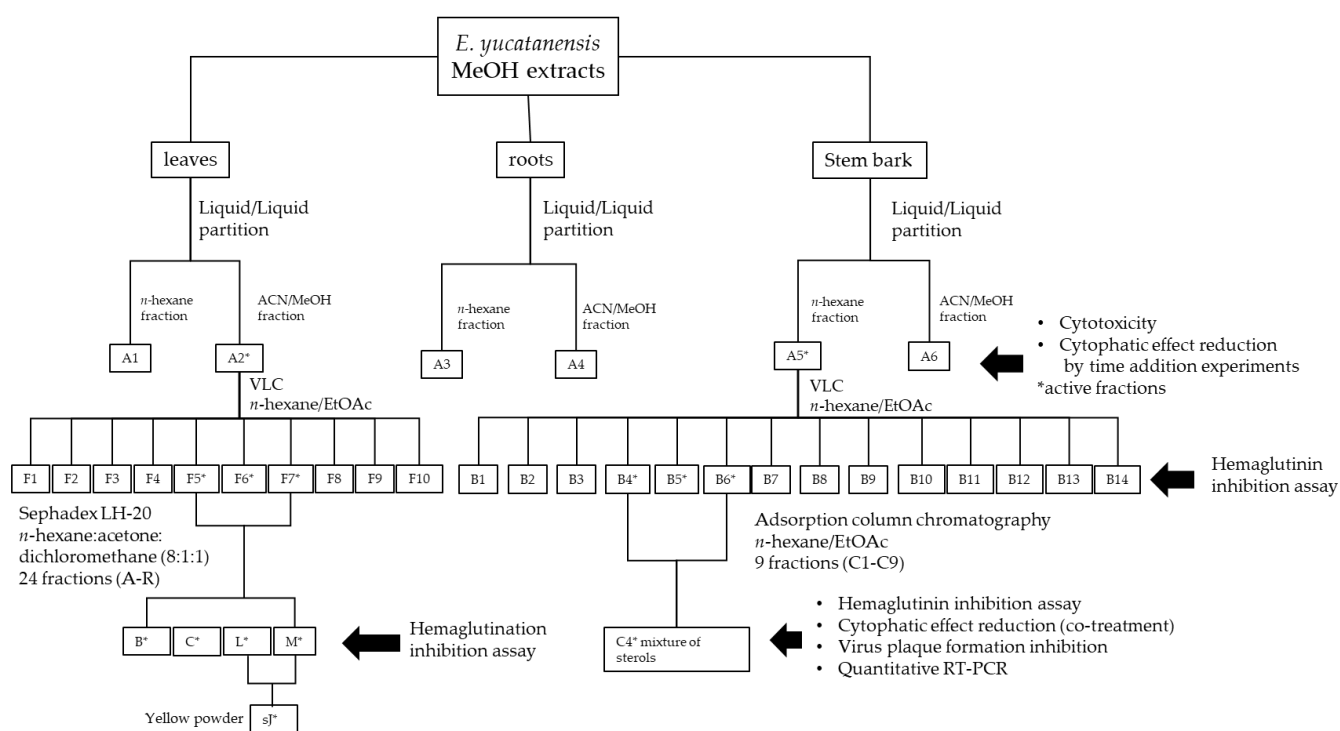 E. yucatanensis
MeOH extracts
leaves
roots
Stem bark
Liquid/Liquid
partition
Liquid/Liquid
partition
Liquid/Liquid
partition
n-hexane
fraction
ACN/MeOH
fraction
n-hexane
fraction
ACN/MeOH
fraction
n-hexane
fraction
ACN/MeOH
fraction
A1
A2*
A3
A4
A5*
A6
• Cytotoxicity
• Cytophatic effect reduction
by time addition experiments
*active fractions
VLC
n-hexane/EtOAc
VLC
n-hexane/EtOAc
F1
F2
F3
F4
F5*
F6*
F7*
F8
F9
F10
B1
B2
B3
B4*
B5*
B6*
B7
B8
B9
B10
B11
B12
B13
B14
Hemaglutinin
inhibition assay
Sephadex LH-20
n-hexane:acetone:
dichloromethane (8:1:1)
24 fractions (A-R)
Adsorption column chromatography
n-hexane/EtOAc
9 fractions (C1-C9)
B*
C*
L*
M*
Hemaglutination
inhibition assay
C4* mixture of
sterols
• Hemaglutinin inhibition assay
• Cytophatic effect reduction (co-treatment)
• Virus plaque formation inhibition
• Quantitative RT-PCR
Yellow powder
sJ*